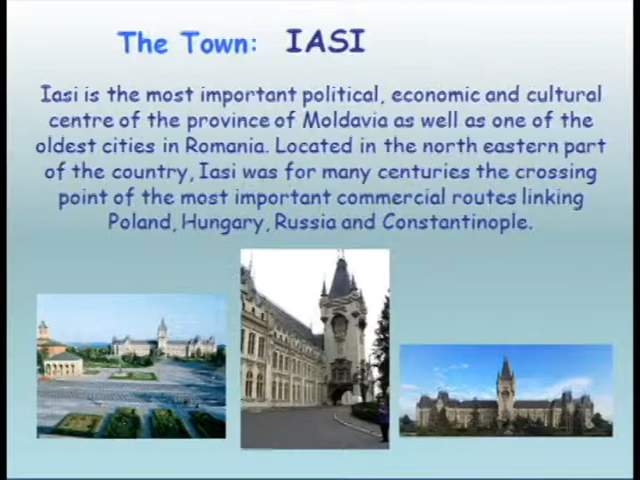 The Town: IASI
Iasi is the most important political, economic and cultural
centre of the province of Moldavia as well as one of the
oldest cities in Romania. Located in the north eastern part
of the country, Iasi was for many centuries the crossing
point of the most important commercial routes linking
Poland, Hungary, Russia and Constantinople.